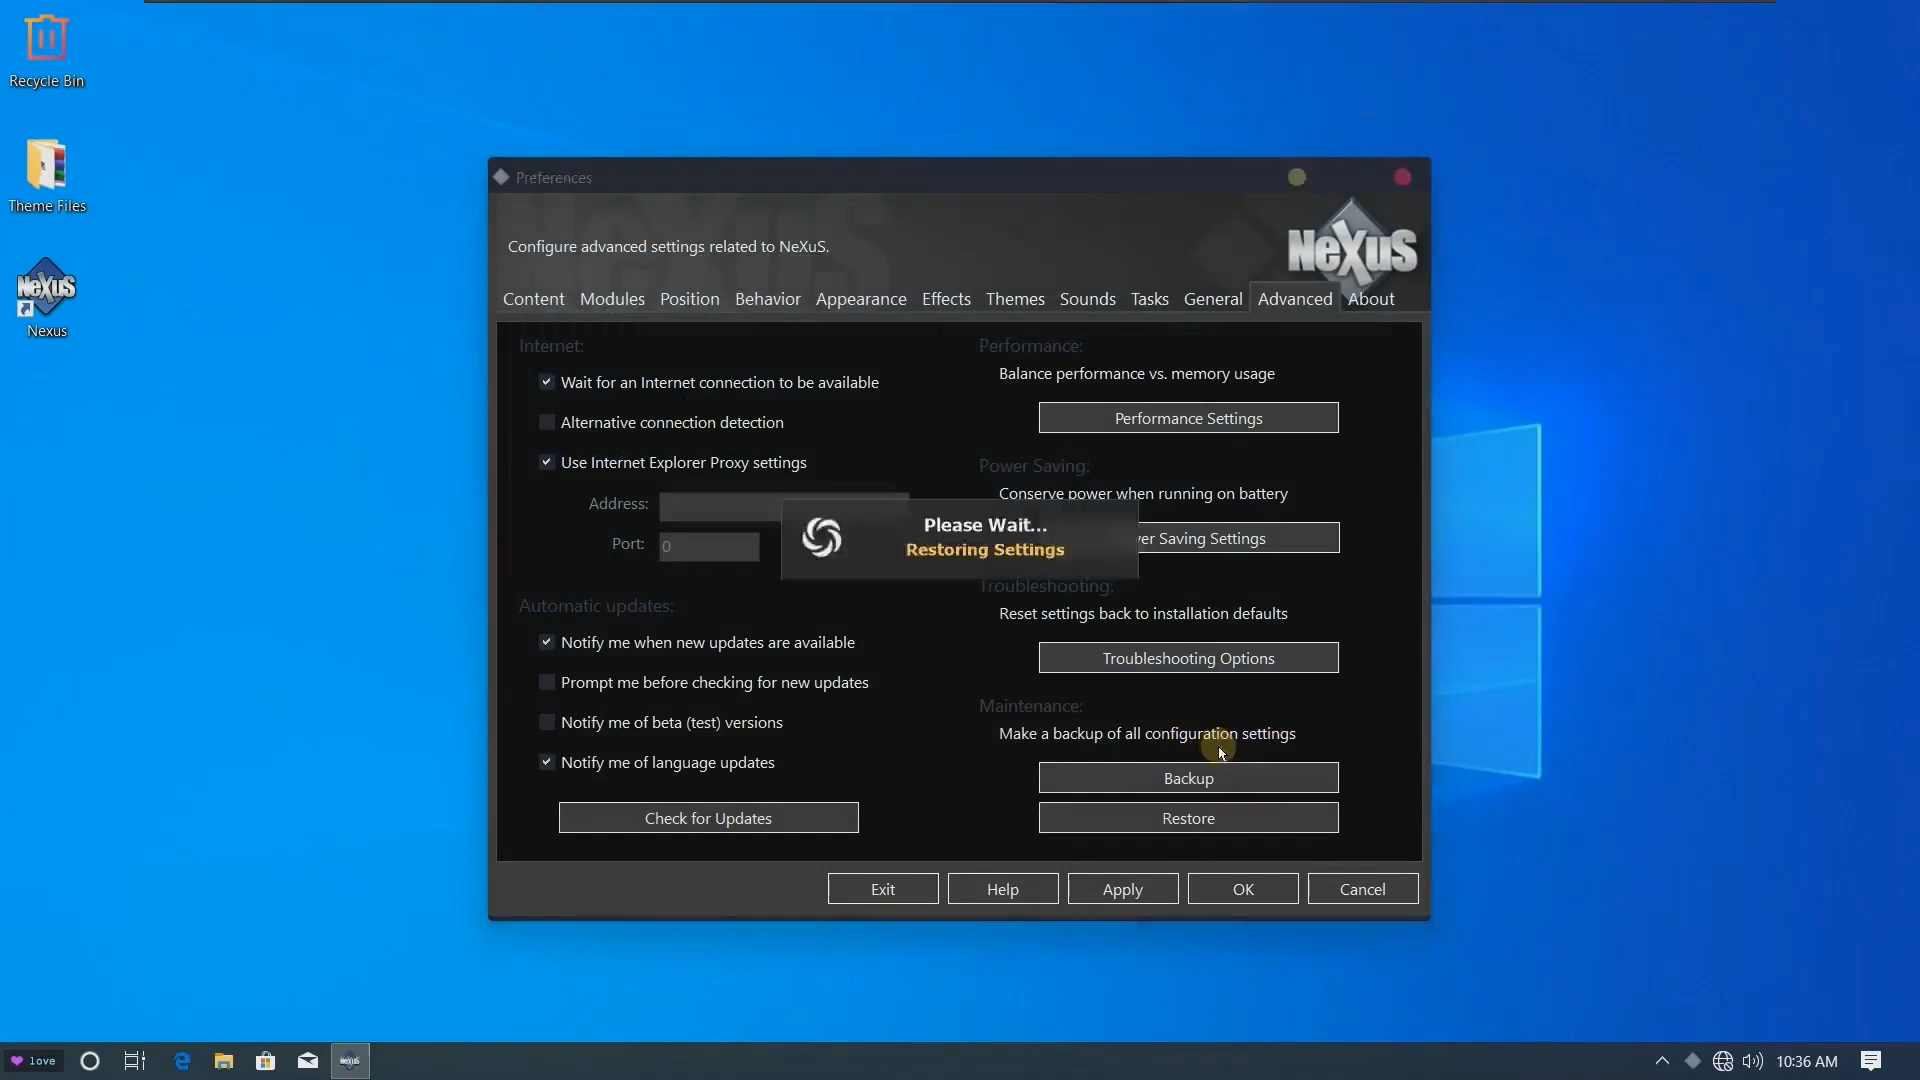 Recycle Bin
Theme Files
NeXuS
Nexus
Preferences
Configure advanced settings related to NeXuS.
NeXuS
Content Modules Position Behavior Appearance Effects Themes Sounds Tasks General Advanced About
Internet:
Wait for an Internet connection to be available
Alternative connection detection
Use Internet Explorer Proxy settings
Address:
Port: 0
Automatic updates:
Notify me when new updates are available
Prompt me before checking for new updates
Notify me of beta (test) versions
Notify me of language updates
Check for Updates
Performance:
Balance performance vs. memory usage
Performance Settings
Power Saving:
Conserve power when running on battery
Saving Settings
Please Wait...
Restoring Settings
Troubleshooting:
Reset settings back to installation defaults
Troubleshooting Options
Maintenance:
Make a backup of all configuration settings
Backup
Restore
Exit Help Apply OK Cancel
love
NeXuS
10:36 AM